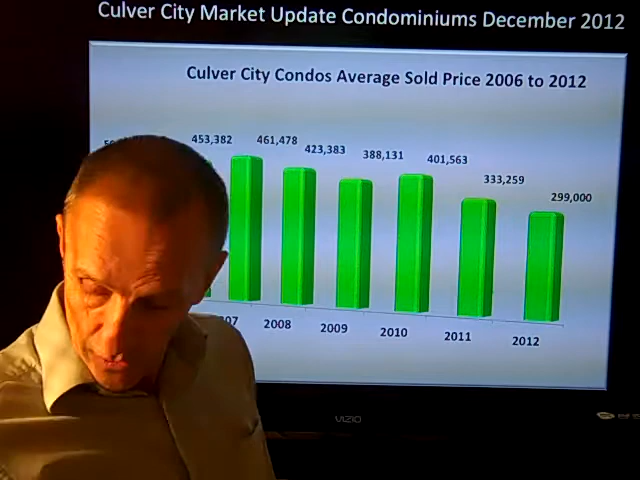 Culver City Market Update Condominiums December 2012
Culver City Condos Average Sold Price 2006 to 2012
453,382 461,478 423,383 388,131 401,563 333,259 299,000
2008 2009 2010 2011 2012
VIZIO